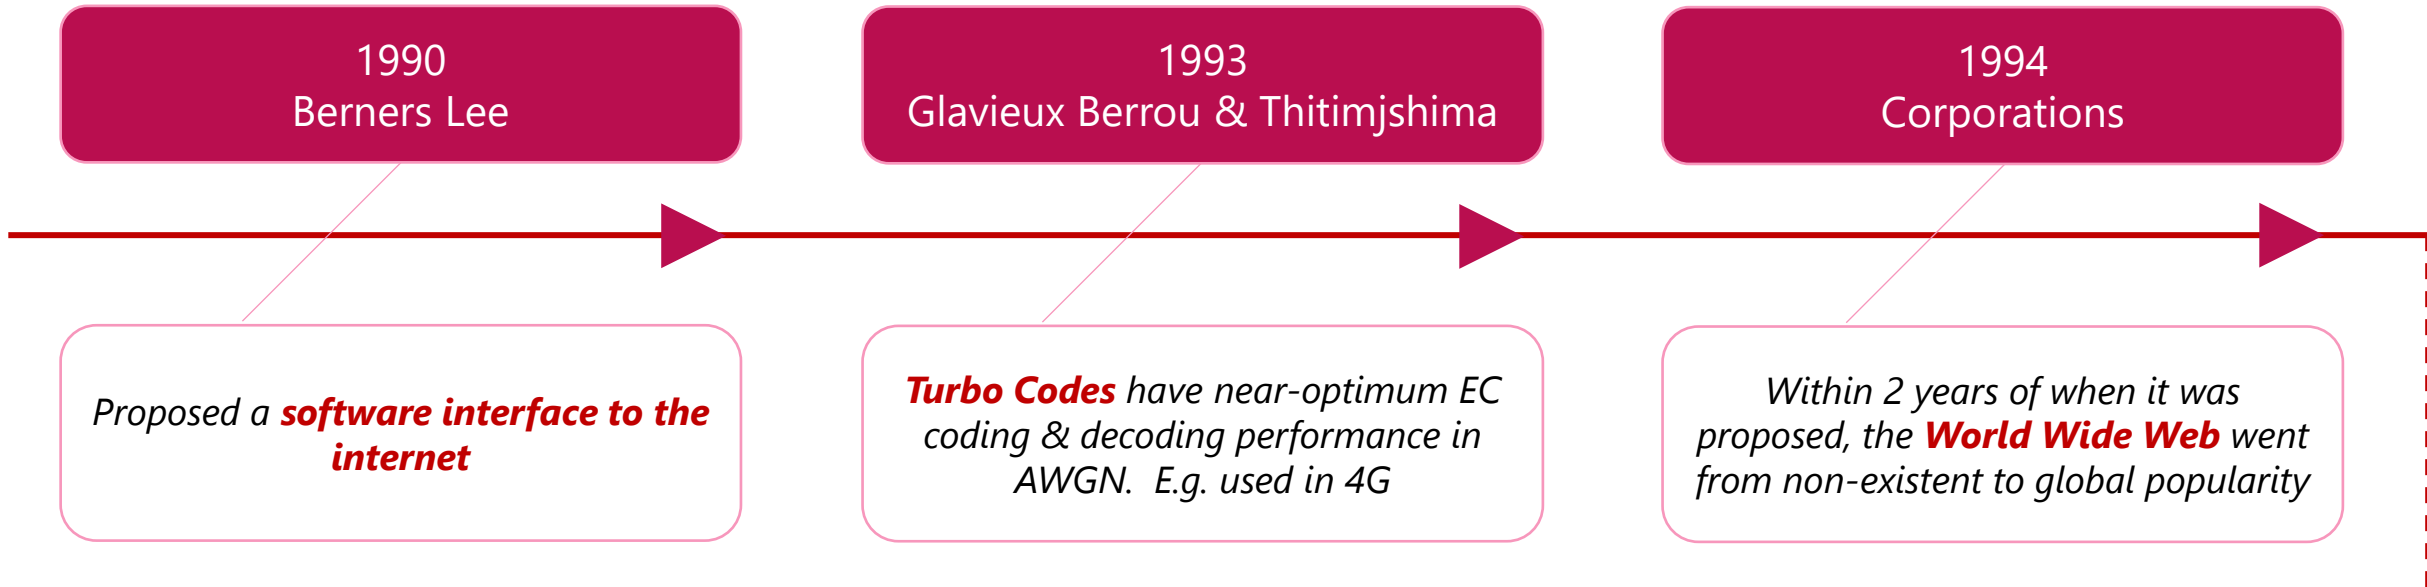 1990
Berners Lee
1993
Glavieux Berrou & Thitimjshima
1994
Corporations
Proposed a software interface to the
internet
Turbo Codes have near-optimum EC
coding & decoding performance in
AWGN.  E.g. used in 4G
Within 2 years of when it was
proposed, the World Wide Web went
from non-existent to global popularity